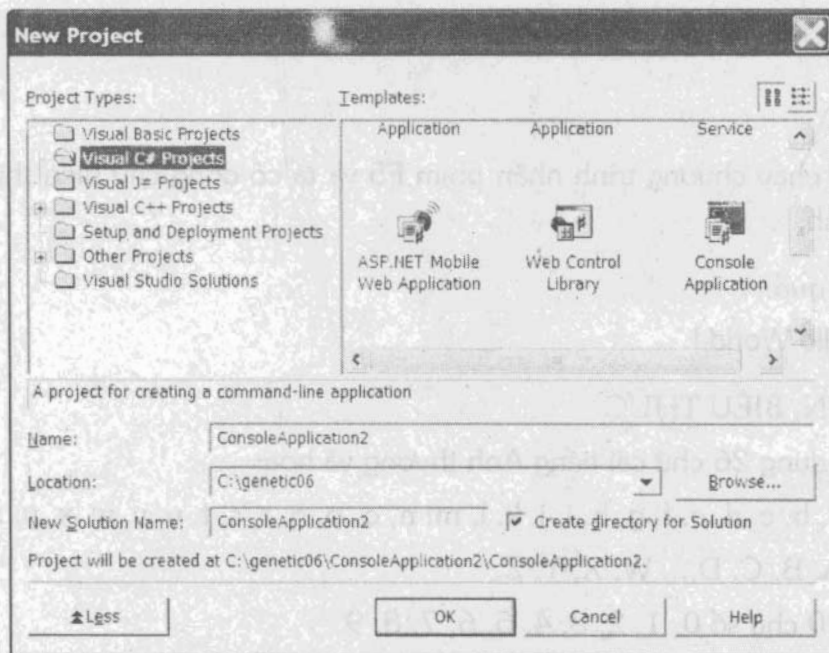 New Project
Project Types:
Templates:
Visual Basic Projects
Visual C# Projects
Visual J# Projects
Visual C++ Projects
Setup and Deployment Projects
Other Projects
Visual Studio Solutions
Application Application Service
ASP.NET Mobile Web Application
Web Control Library
Console Application
A project for creating a command-line application
Name: ConsoleApplication2
Location: C:\genetic06 Browse...
New Solution Name: ConsoleApplication2 Create directory for Solution
Project will be created at C:\genetic06\ConsoleApplication2\ConsoleApplication2.
Less OK Cancel Help